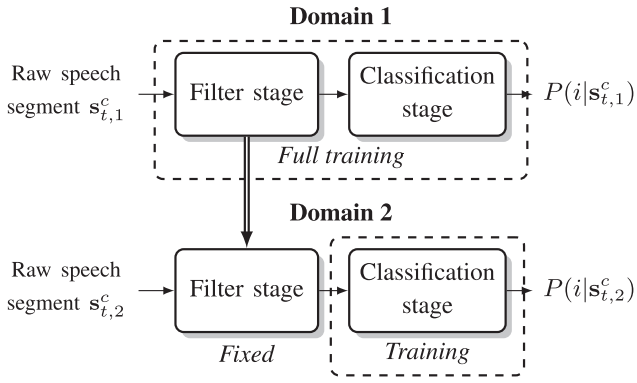 Domain 1
Raw speech
segment s^c_{t,1}
Filter stage
Classification
stage
P(i|s^c_{t,1})
Full training
Domain 2
Raw speech
segment s^c_{t,2}
Filter stage
Classification
stage
P(i|s^c_{t,2})
Fixed
Training